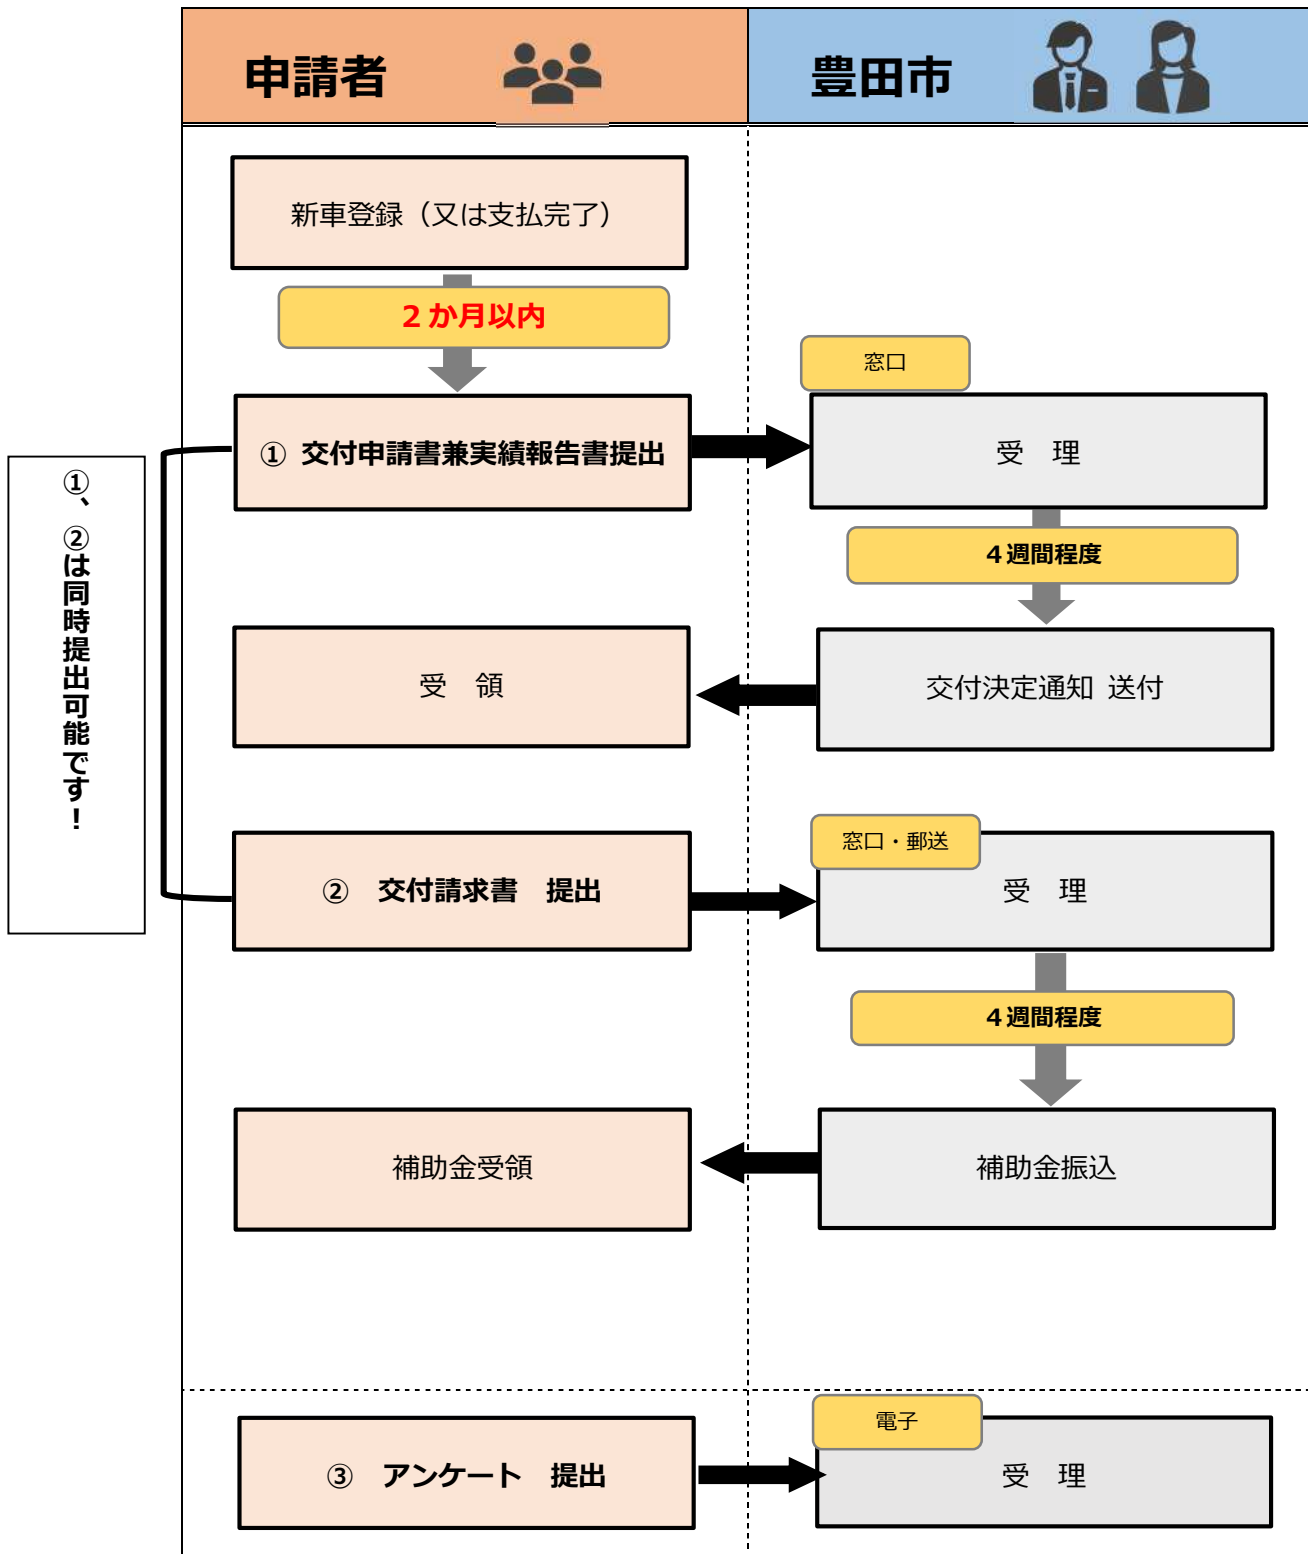 申請者
豊田市
新車登録（又は支払完了）
２か月以内
窓口
① 交付申請書兼実績報告書提出
受　理
４週間程度
①、②は同時提出可能です！
受　領
交付決定通知 送付
窓口・郵送
②　交付請求書　提出
受　理
４週間程度
補助金受領
補助金振込
電子
③　アンケート　提出
受　理